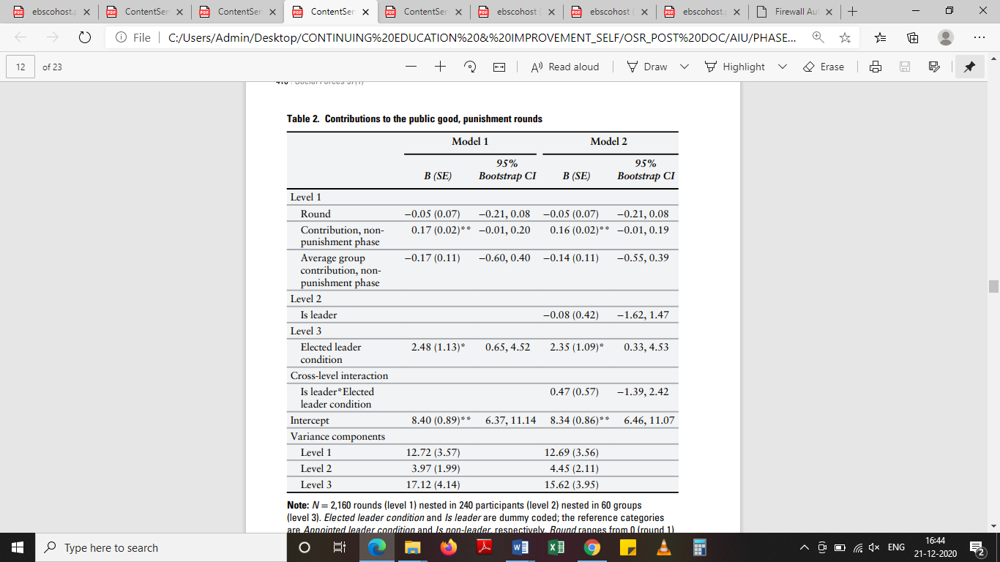 ebscohost.p ContentSer ContentSer ContentSer ContentSer ebscohost ( ebscohost ( ebscohost.p Firewall Aut
File C:/Users/Admin/Desktop/CONTINUING%20EDUCATION%20&%20IMPROVEMENT_SELF/OSR_POST%20DOC/AIU/PHASE...
12 of 23 Read aloud Draw Highlight Erase
Table 2. Contributions to the public good, punishment rounds
Model 1 Model 2
95% 95%
B (SE) Bootstrap CI B (SE) Bootstrap CI
Level 1
Round −0.05 (0.07) −0.21, 0.08 −0.05 (0.07) −0.21, 0.08
Contribution, non- 0.17 (0.02)** −0.01, 0.20 0.16 (0.02)** −0.01, 0.19
punishment phase
Average group −0.17 (0.11) −0.60, 0.40 −0.14 (0.11) −0.55, 0.39
contribution, non-
punishment phase
Level 2
Is leader −0.08 (0.42) −1.62, 1.47
Level 3
Elected leader 2.48 (1.13)* 0.65, 4.52 2.35 (1.09)* 0.33, 4.53
condition
Cross-level interaction
Is leader*Elected 0.47 (0.57) −1.39, 2.42
leader condition
Intercept 8.40 (0.89)** 6.37, 11.14 8.34 (0.86)** 6.46, 11.07
Variance components
Level 1 12.72 (3.57) 12.69 (3.56)
Level 2 3.97 (1.99) 4.45 (2.11)
Level 3 17.12 (4.14) 15.62 (3.95)
Note: N = 2,160 rounds (level 1) nested in 240 participants (level 2) nested in 60 groups
(level 3). Elected leader condition and Is leader are dummy coded; the reference categories
are Appointed leader condition and Is non-leader, respectively. Round ranges from 0 (round 1)
Type here to search ENG 16:44
21-12-2020 2